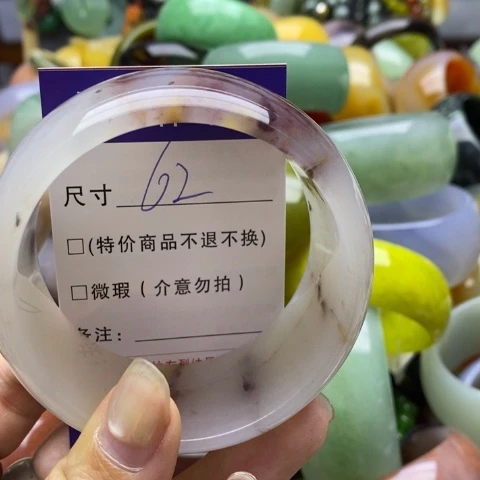 尺寸 62
□(特价商品不退不换)
□微瑕(介意勿拍)
备注: